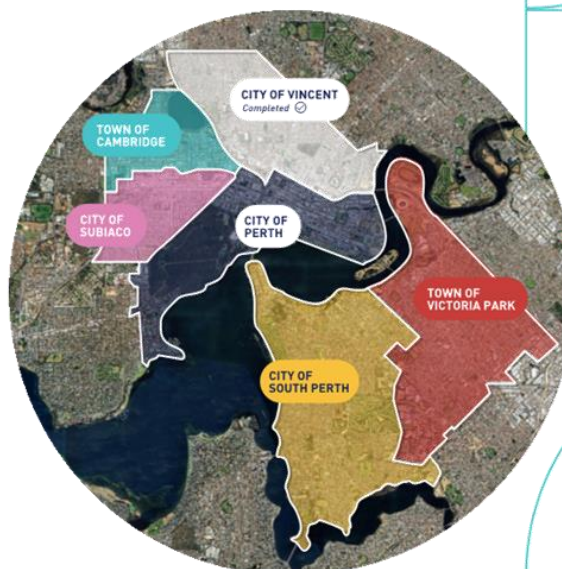 CITY OF VINCENT
Completed
TOWN OF
CAMBRIDGE
CITY OF
SUBIACO
CITY OF
PERTH
TOWN OF
VICTORIA PARK
CITY OF
SOUTH PERTH